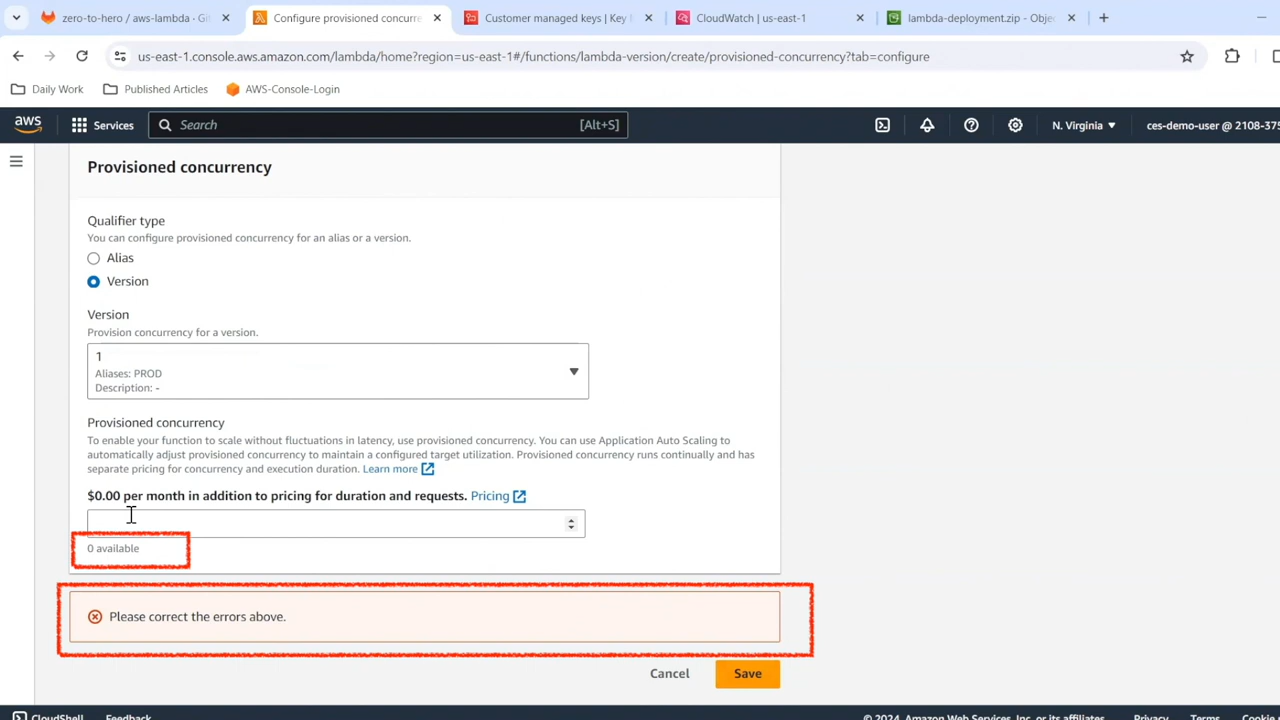 zero-to-hero / aws-lambda · Gi
Configure provisioned concurre
Customer managed keys | Key
CloudWatch | us-east-1
lambda-deployment.zip - Objec
us-east-1.console.aws.amazon.com/lambda/home?region=us-east-1#/functions/lambda-version/create/provisioned-concurrency?tab=configure
Daily Work
Published Articles
AWS-Console-Login
aws
Services
Search
[Alt+S]
N. Virginia
ces-demo-user @ 2108-375
Provisioned concurrency
Qualifier type
You can configure provisioned concurrency for an alias or a version.
Alias
Version
Version
Provision concurrency for a version.
1
Aliases: PROD
Description: -
Provisioned concurrency
To enable your function to scale without fluctuations in latency, use provisioned concurrency. You can use Application Auto Scaling to
automatically adjust provisioned concurrency to maintain a configured target utilization. Provisioned concurrency runs continually and has
separate pricing for concurrency and execution duration. Learn more
$0.00 per month in addition to pricing for duration and requests. Pricing
0 available
Please correct the errors above.
Cancel
Save
CloudShell
Feedback
© 2024, Amazon Web Services, Inc. or its affiliates.
Privacy
Terms
Cookie